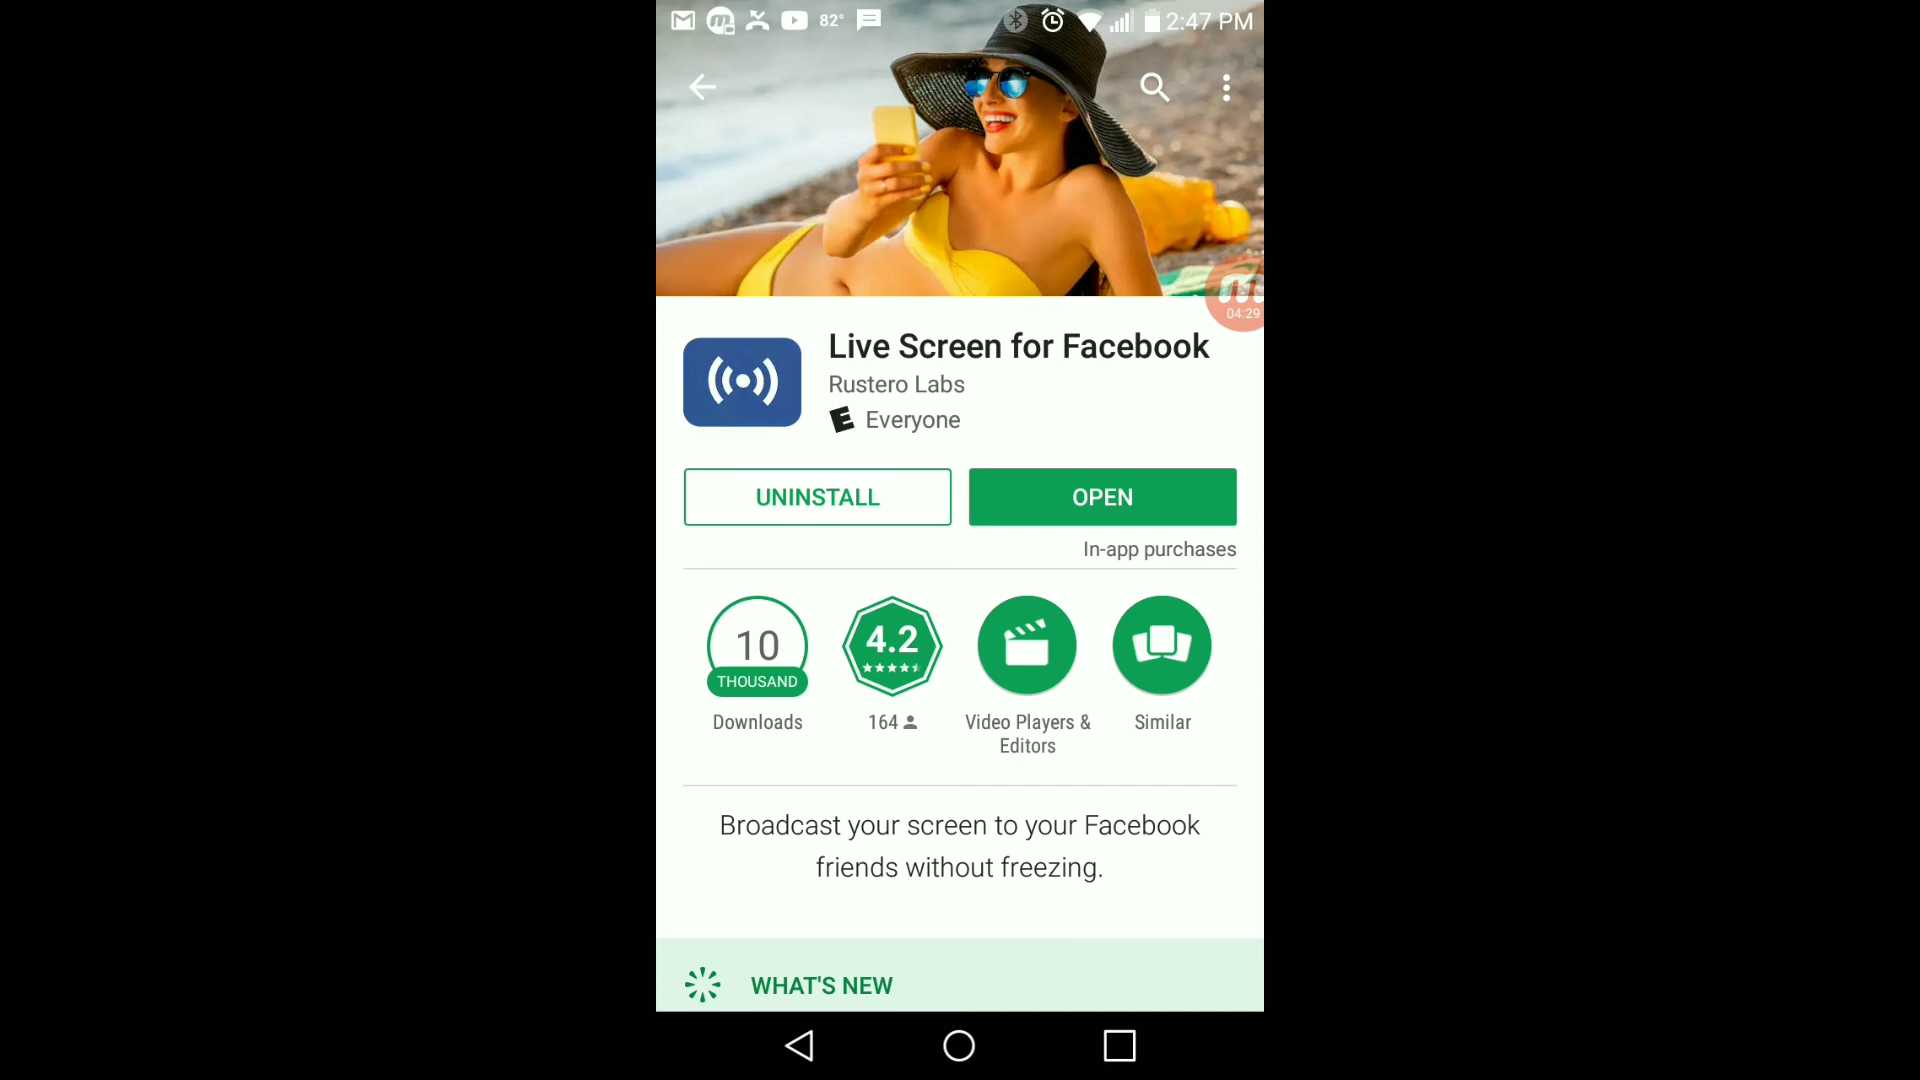 82° 2:47 PM
m
04:29
Live Screen for Facebook
Rustero Labs
E Everyone
UNINSTALL OPEN
In-app purchases
10 4.2
THOUSAND
Downloads 164 Video Players & Similar
Editors
Broadcast your screen to your Facebook
friends without freezing.
WHAT'S NEW